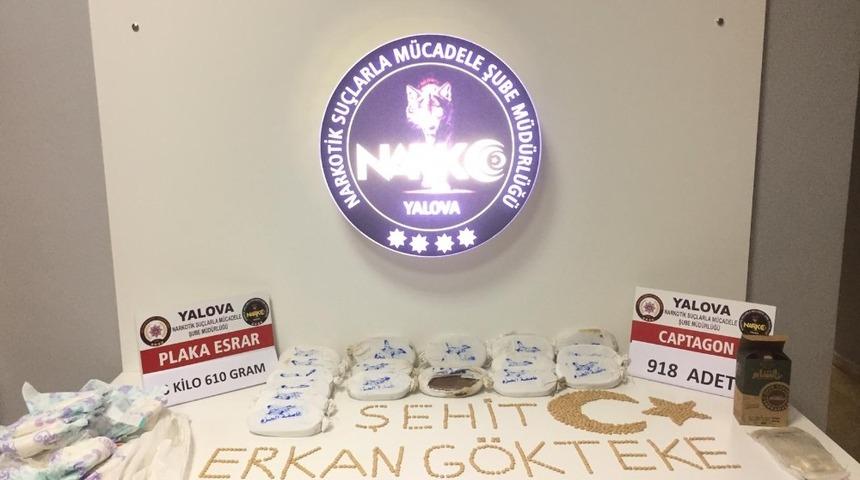 NARKOTİK SUÇLARLA MÜCADELE ŞUBE MÜDÜRLÜĞÜ
NARKO
YALOVA
YALOVA
NARKOTİK SUÇLARLA MÜCADELE
ŞUBE MÜDÜRLÜĞÜ
PLAKA ESRAR
KİLO 610 GRAM
YALOVA
NARKOTİK SUÇLARLA MÜCADELE
ŞUBE MÜDÜRLÜĞÜ
NARKO
CAPTAGON
918 ADET
ŞEHİT
ERKAN GÖKTEKE